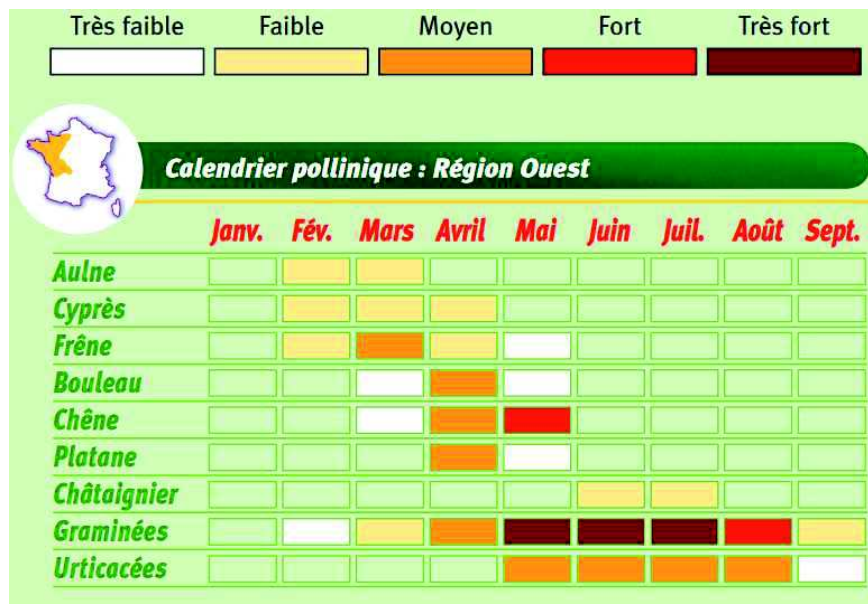 Très faible Faible Moyen Fort Très fort
Calendrier pollinique : Région Ouest
Janv. Fév. Mars Avril Mai Juin Juil. Août Sept.
Aulne
Cyprès
Frêne
Bouleau
Chêne
Platane
Châtaignier
Graminées
Urticacées